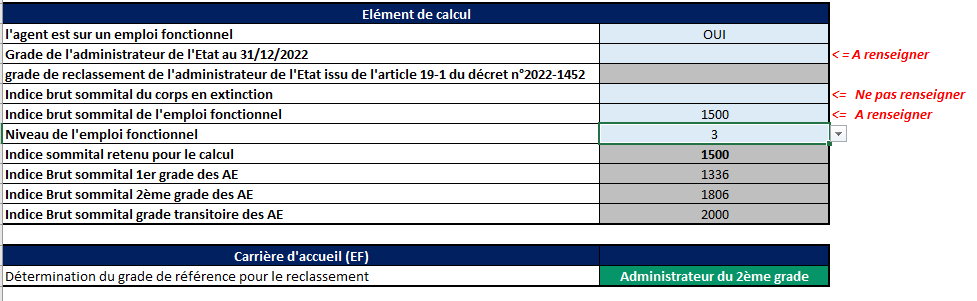 Elément de calcul
l'agent est sur un emploi fonctionnel OUI
Grade de l'administrateur de l'Etat au 31/12/2022 < = A renseigner
grade de reclassement de l'administrateur de l'Etat issu de l'article 19-1 du décret n°2022-1452
Indice brut sommital du corps en extinction <= Ne pas renseigner
Indice brut sommital de l'emploi fonctionnel 1500 <= A renseigner
Niveau de l'emploi fonctionnel 3
Indice sommital retenu pour le calcul 1500
Indice Brut sommital 1er grade des AE 1336
Indice Brut sommital 2ème grade des AE 1806
Indice Brut sommital grade transitoire des AE 2000
Carrière d'accueil (EF)
Détermination du grade de référence pour le reclassement Administrateur du 2ème grade